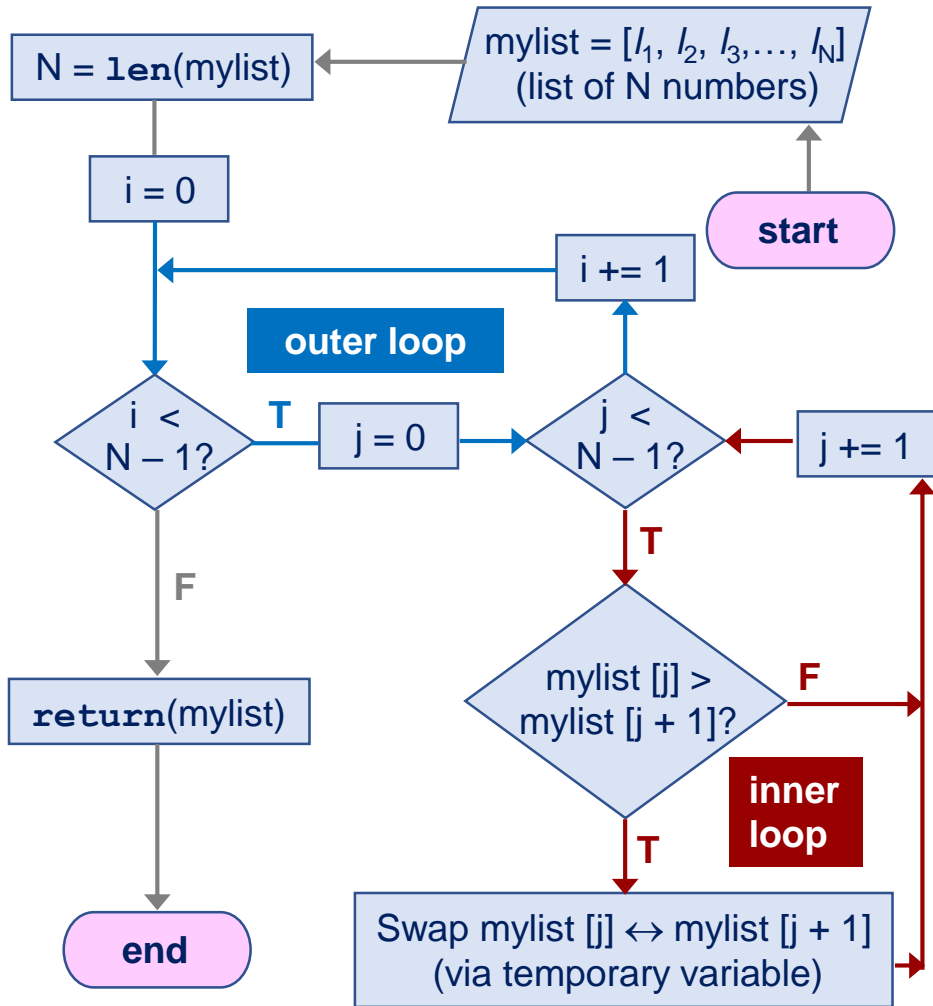 start
mylist = [l₁, l₂, l₃,…, l_N]
(list of N numbers)
N = len(mylist)
i = 0
i += 1
outer loop
i <
N – 1?
T
j = 0
j <
N – 1?
j += 1
T
F
mylist [j] >
mylist [j + 1]?
F
return(mylist)
inner
loop
T
Swap mylist [j] ↔ mylist [j + 1]
(via temporary variable)
end